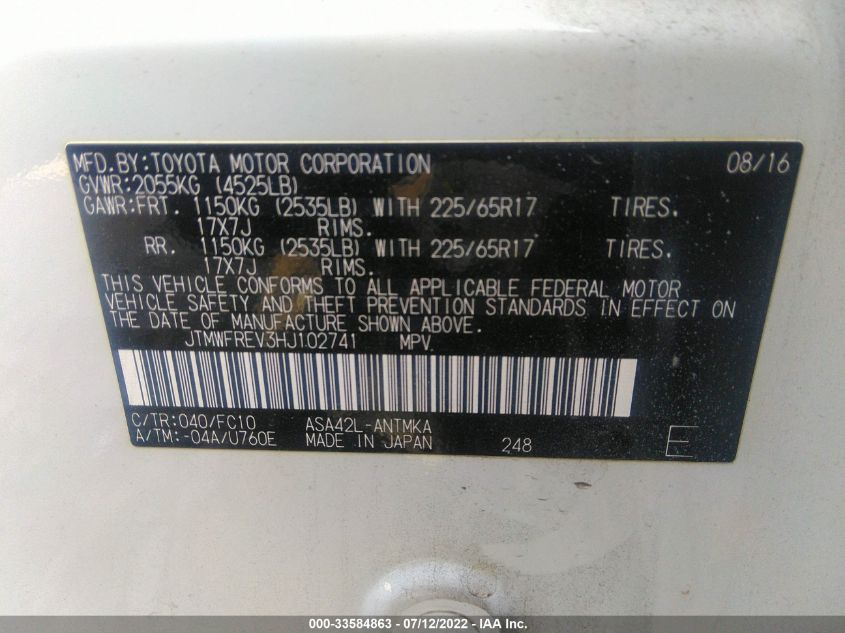 MFD.BY:TOYOTA MOTOR CORPORATION 08/16
GVWR:2055KG (4525LB)
GAWR:FRT. 1150KG (2535LB) WITH 225/65R17 TIRES.
17X7J RIMS.
RR. 1150KG (2535LB) WITH 225/65R17 TIRES.
17X7J RIMS.
THIS VEHICLE CONFORMS TO ALL APPLICABLE FEDERAL MOTOR
VEHICLE SAFETY AND THEFT PREVENTION STANDARDS IN EFFECT ON
THE DATE OF MANUFACTURE SHOWN ABOVE.
JTMWFREV3HJ102741 MPV.
C/TR:040/FC10 ASA42L-ANTMKA
A/TM:-04A/U760E MADE IN JAPAN 248 E
000-33584863 - 07/12/2022 - IAAI.COM